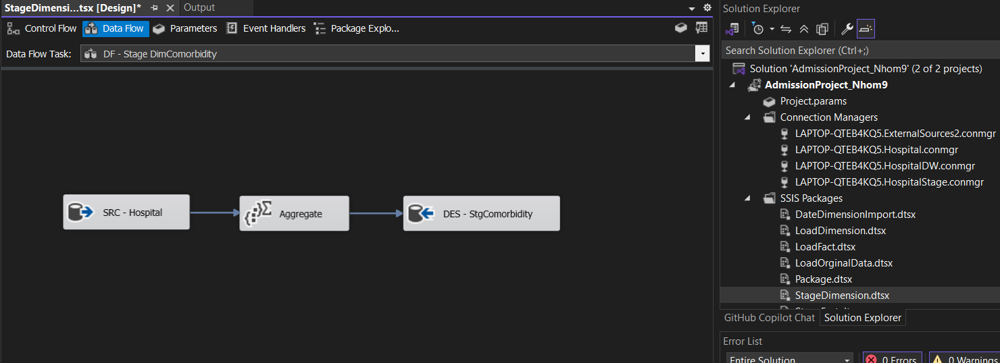 StageDimensi...tsx [Design]*
Output
Control Flow
Data Flow
Parameters
Event Handlers
Package Explo...
Data Flow Task:
DF - Stage DimComorbidity
SRC - Hospital
Aggregate
DES - StgComorbidity
Solution Explorer
Search Solution Explorer (Ctrl+;)
Solution 'AdmissionProject_Nhom9' (2 of 2 projects)
AdmissionProject_Nhom9
Project.params
Connection Managers
LAPTOP-QTEB4KQ5.ExternalSources2.conmgr
LAPTOP-QTEB4KQ5.Hospital.conmgr
LAPTOP-QTEB4KQ5.HospitalDW.conmgr
LAPTOP-QTEB4KQ5.HospitalStage.conmgr
SSIS Packages
DateDimensionImport.dtsx
LoadDimension.dtsx
LoadFact.dtsx
LoadOrginalData.dtsx
Package.dtsx
StageDimension.dtsx
GitHub Copilot Chat
Solution Explorer
Error List
Entire Solution
0 Errors
0 Warnings